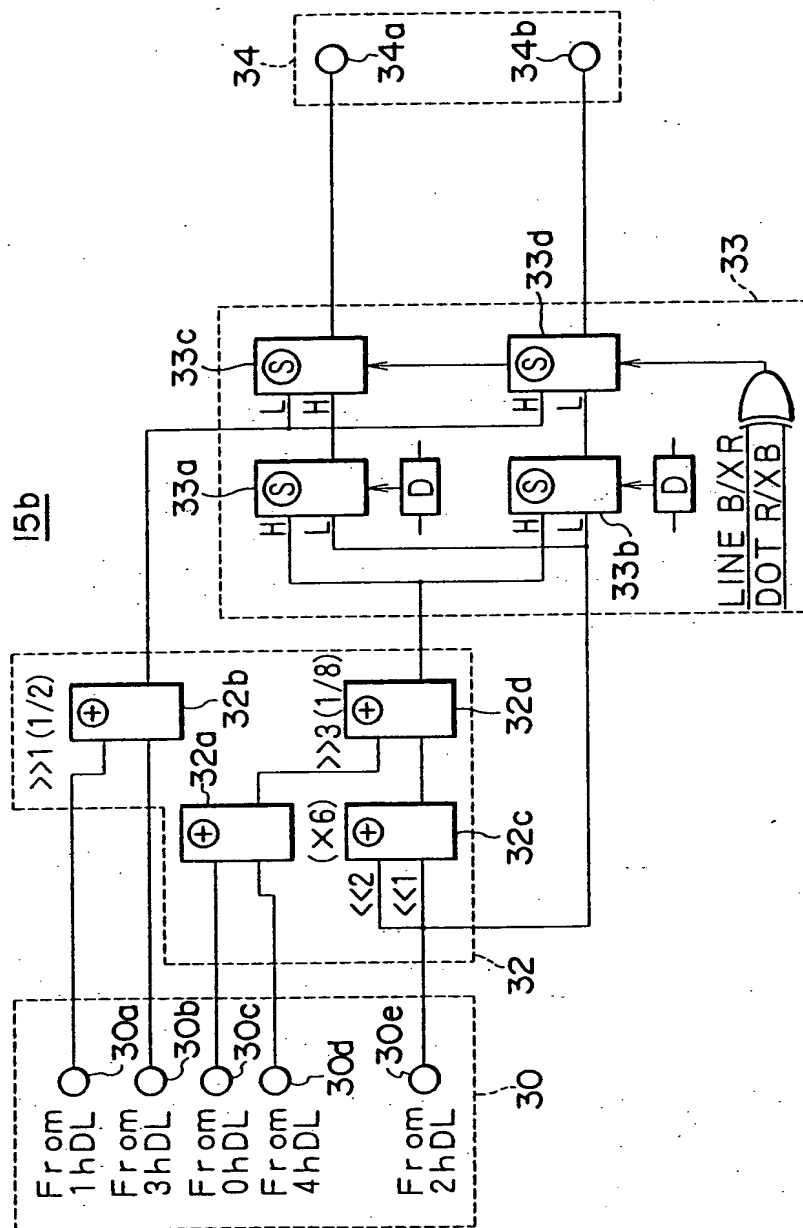 15b
From
1hDL
30a
From
3hDL
30b
From
0hDL
30c
From
4hDL
30d
From
2hDL
30e
30
>>1(1/2)
+
32b
32a
+
>>3(1/8)
+
32d
(×6)
+
32c
<<2
<<1
32
33a
H
L
S
D
33c
L
H
S
H
L
S
33b
D
H
L
S
33d
33
LINE B/XR
DOT R/XB
34
34a
34b